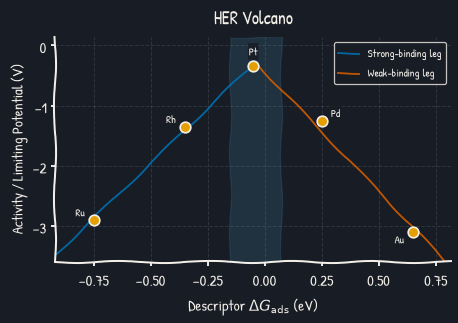 HER Volcano
Activity / Limiting Potential (V)
0
−1
−2
−3
Pt
Rh
Pd
Ru
Au
Strong-binding leg
Weak-binding leg
−0.75 −0.50 −0.25 0.00 0.25 0.50 0.75
Descriptor ΔG_ads (eV)